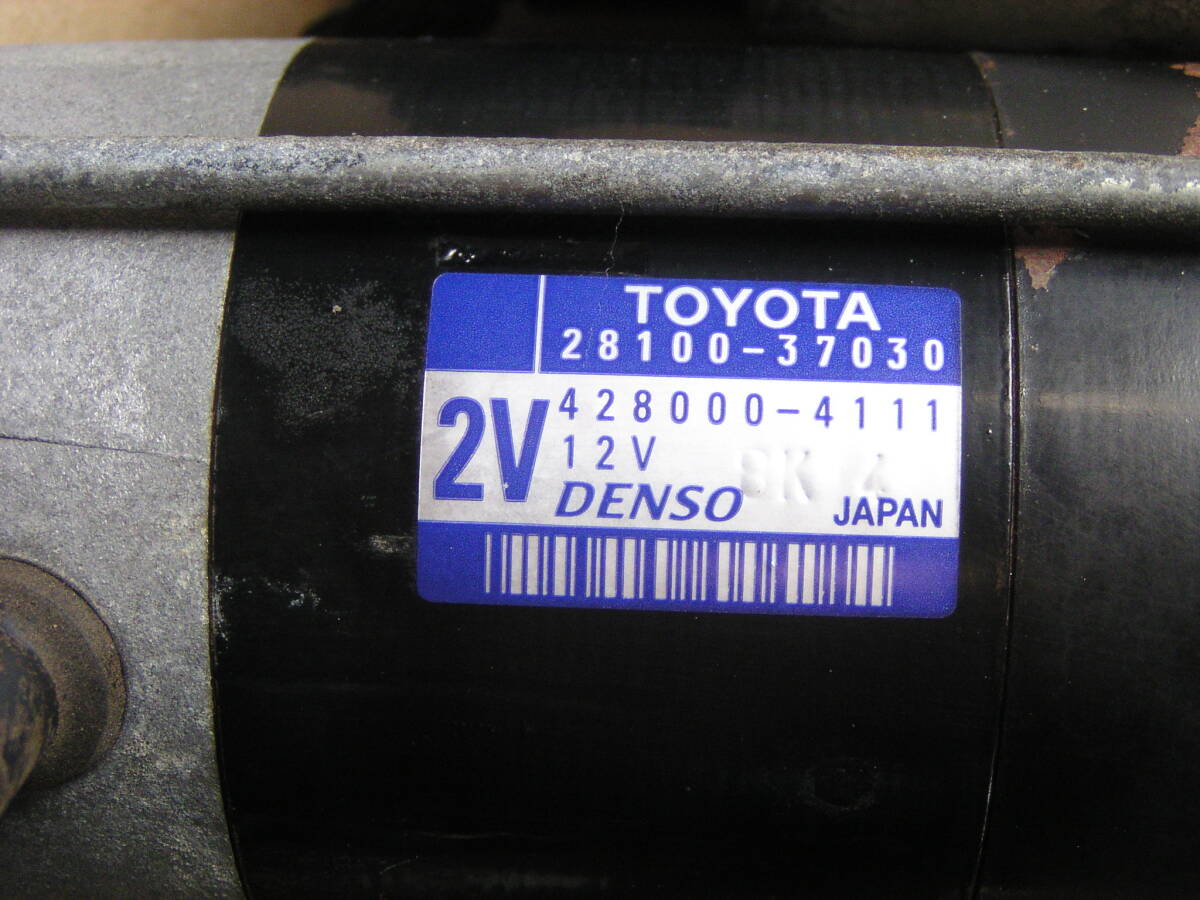 TOYOTA
28100-37030
2V
428000-4111
12V
DENSO
JAPAN